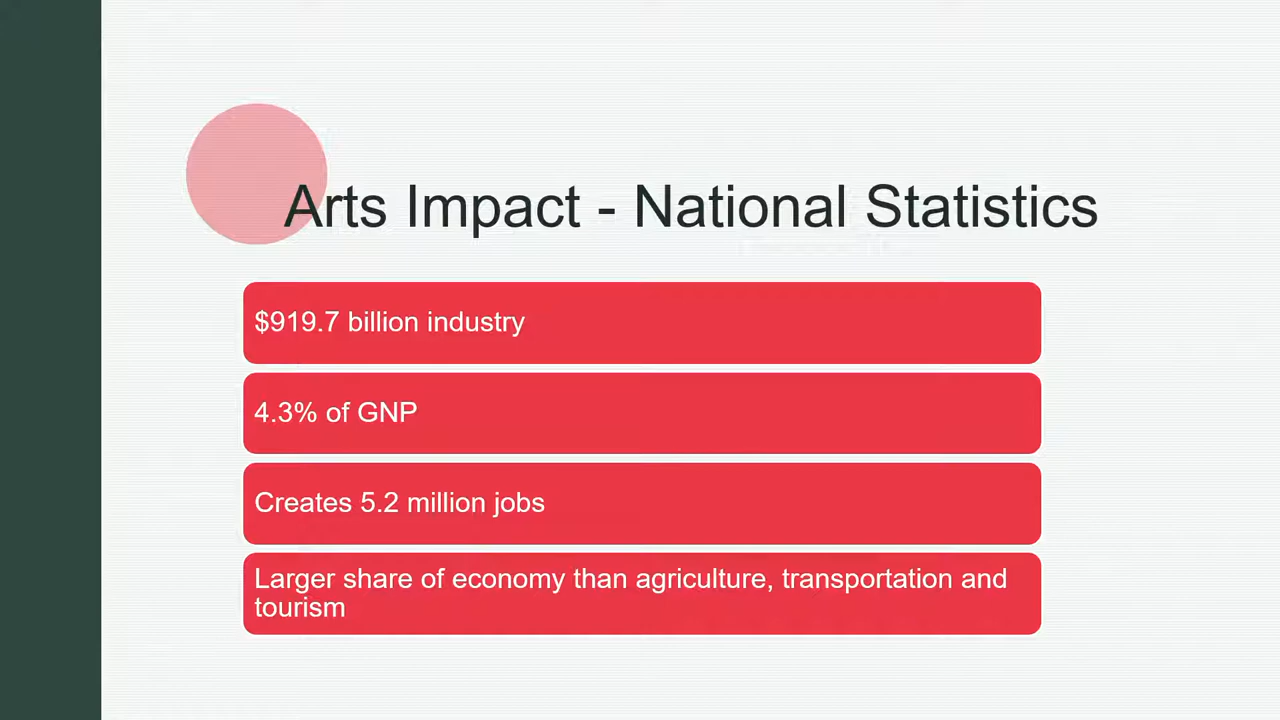 Arts Impact - National Statistics
$919.7 billion industry
4.3% of GNP
Creates 5.2 million jobs
Larger share of economy than agriculture, transportation and
tourism